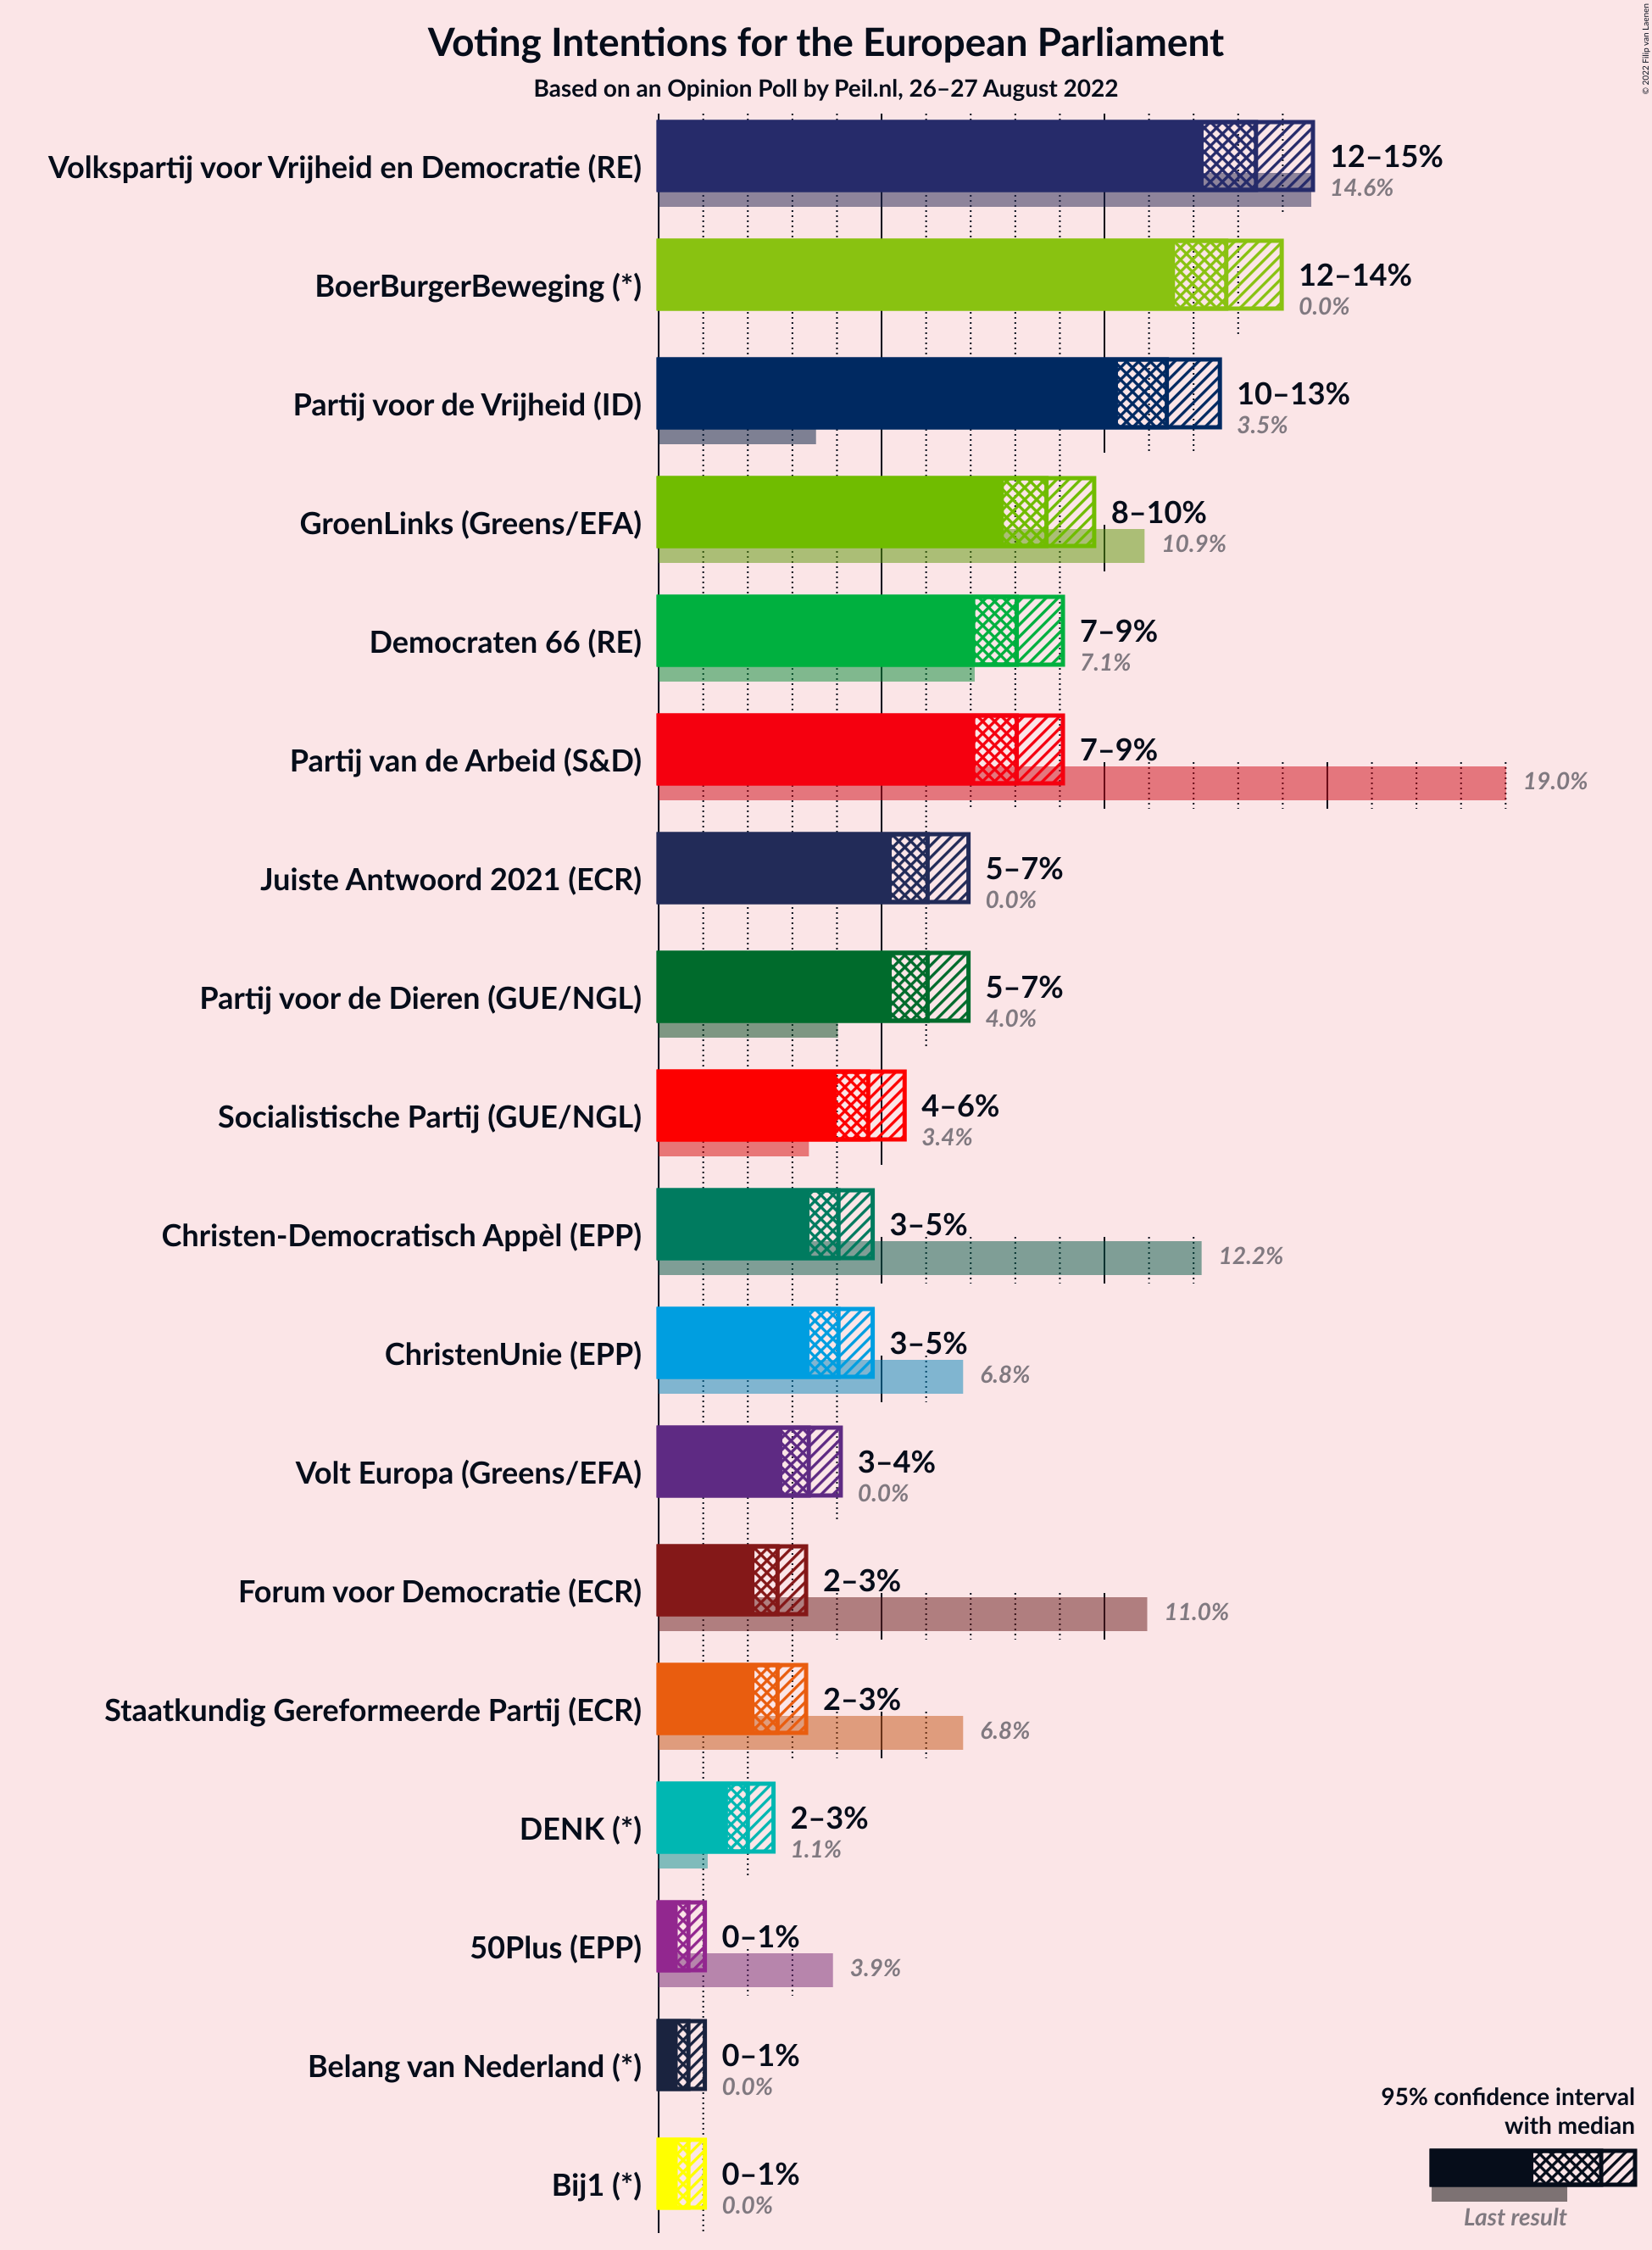 Voting Intentions for the European Parliament
Based on an Opinion Poll by Peil.nl, 26–27 August 2022
© 2022 Filip van Laenen
Volkspartij voor Vrijheid en Democratie (RE)
12–15%
14.6%
BoerBurgerBeweging (*)
12–14%
0.0%
Partij voor de Vrijheid (ID)
10–13%
3.5%
GroenLinks (Greens/EFA)
8–10%
10.9%
Democraten 66 (RE)
7–9%
7.1%
Partij van de Arbeid (S&D)
7–9%
19.0%
Juiste Antwoord 2021 (ECR)
5–7%
0.0%
Partij voor de Dieren (GUE/NGL)
5–7%
4.0%
Socialistische Partij (GUE/NGL)
4–6%
3.4%
Christen-Democratisch Appèl (EPP)
3–5%
12.2%
ChristenUnie (EPP)
3–5%
6.8%
Volt Europa (Greens/EFA)
3–4%
0.0%
Forum voor Democratie (ECR)
2–3%
11.0%
Staatkundig Gereformeerde Partij (ECR)
2–3%
6.8%
DENK (*)
2–3%
1.1%
50Plus (EPP)
0–1%
3.9%
Belang van Nederland (*)
0–1%
0.0%
Bij1 (*)
0–1%
0.0%
95% confidence interval
with median
Last result